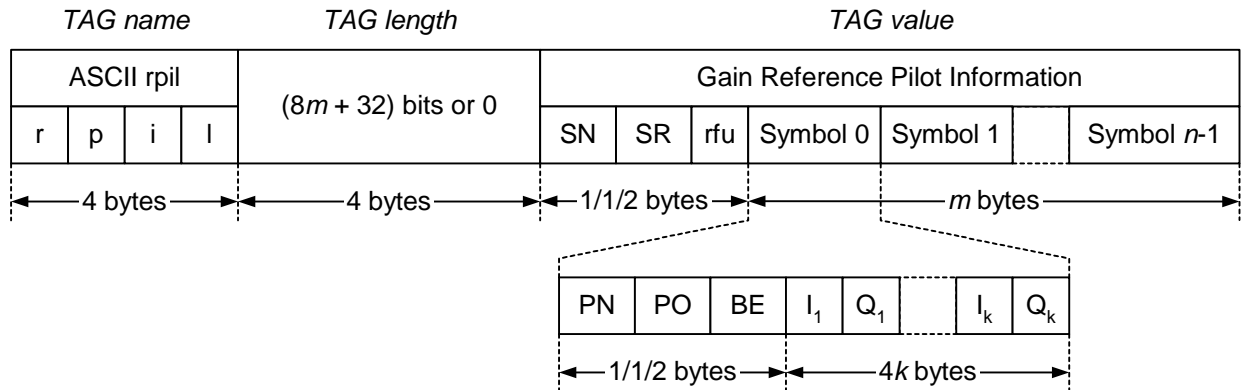 TAG name TAG length TAG value
ASCII rpil (8m + 32) bits or 0 Gain Reference Pilot Information
r p i l SN SR rfu Symbol 0 Symbol 1 Symbol n-1
4 bytes 4 bytes 1/1/2 bytes m bytes
PN PO BE I₁ Q₁ Iₖ Qₖ
1/1/2 bytes 4k bytes